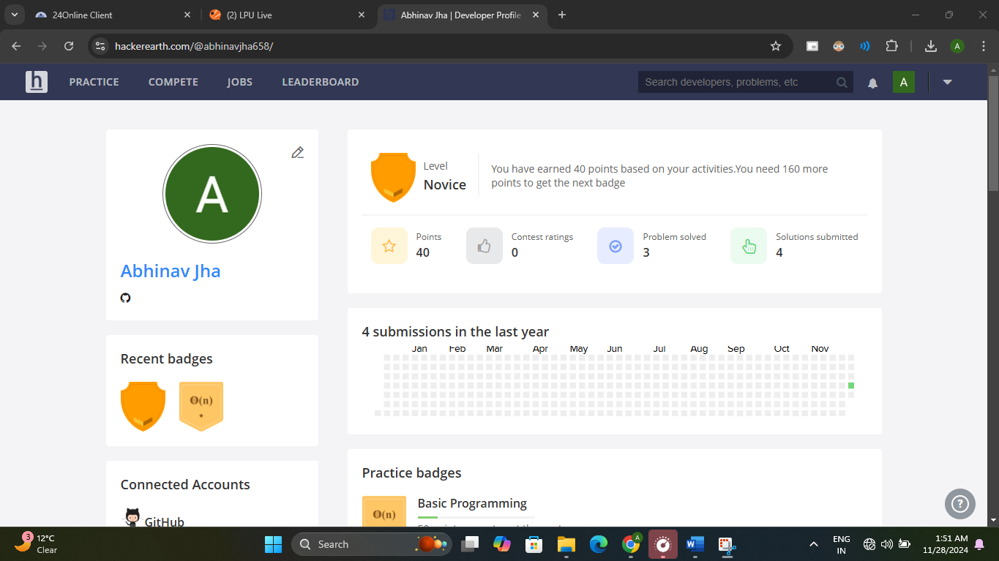 24Online Client
(2) LPU Live
Abhinav Jha | Developer Profile
hackerearth.com/@abhinavjha658/
A
h
PRACTICE
COMPETE
JOBS
LEADERBOARD
Search developers, problems, etc
A
A
Abhinav Jha
Level
Novice
You have earned 40 points based on your activities.You need 160 more
points to get the next badge
Points
40
Contest ratings
0
Problem solved
3
Solutions submitted
4
Recent badges
O(n)
4 submissions in the last year
Jan Feb Mar Apr May Jun Jul Aug Sep Oct Nov
Connected Accounts
GitHub
Practice badges
O(n)
Basic Programming
?
3
12°C
Clear
Search
A
ENG
IN
1:51 AM
11/28/2024